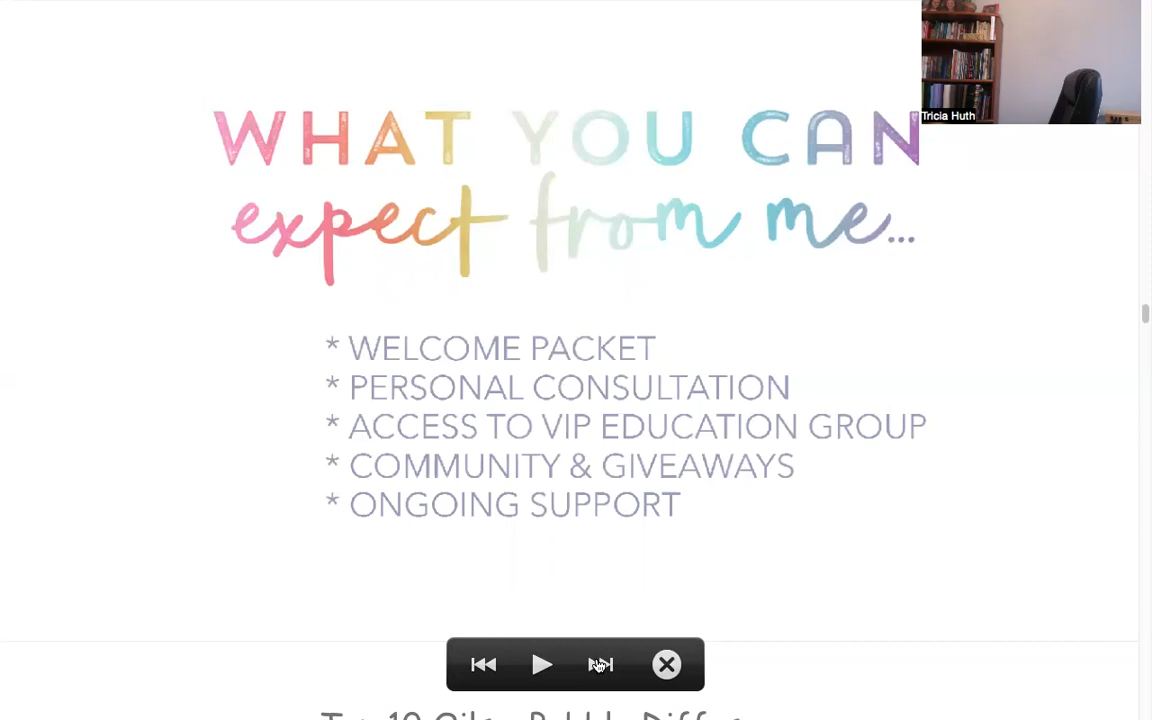 WHAT YOU CAN
expect from me...
Tricia Huth
* WELCOME PACKET
* PERSONAL CONSULTATION
* ACCESS TO VIP EDUCATION GROUP
* COMMUNITY & GIVEAWAYS
* ONGOING SUPPORT